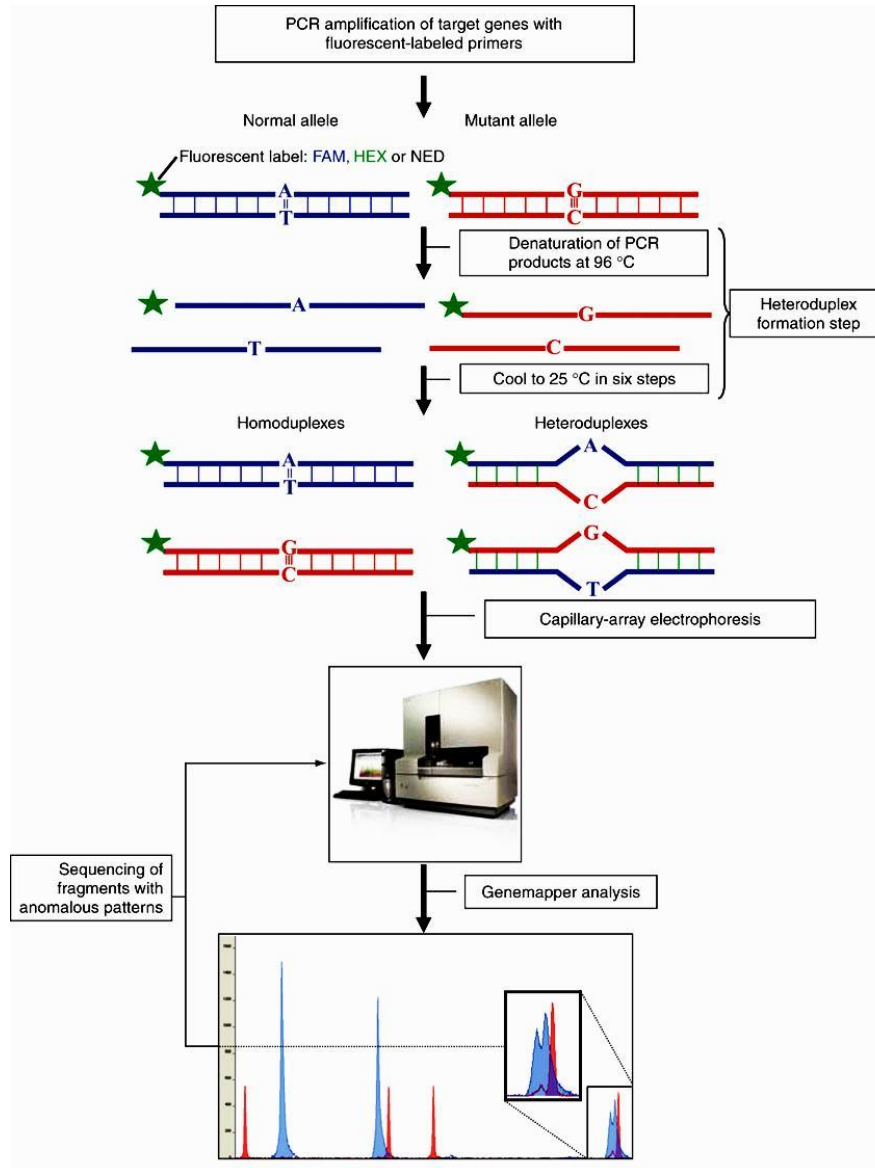 PCR amplification of target genes with
fluorescent-labeled primers
Normal allele
Mutant allele
Fluorescent label: FAM, HEX or NED
A
T
G
C
Denaturation of PCR
products at 96 °C
Heteroduplex
formation step
A
G
T
C
Cool to 25 °C in six steps
Homoduplexes
Heteroduplexes
A
T
A
C
G
C
G
T
Capillary-array electrophoresis
Sequencing of
fragments with
anomalous patterns
Genemapper analysis